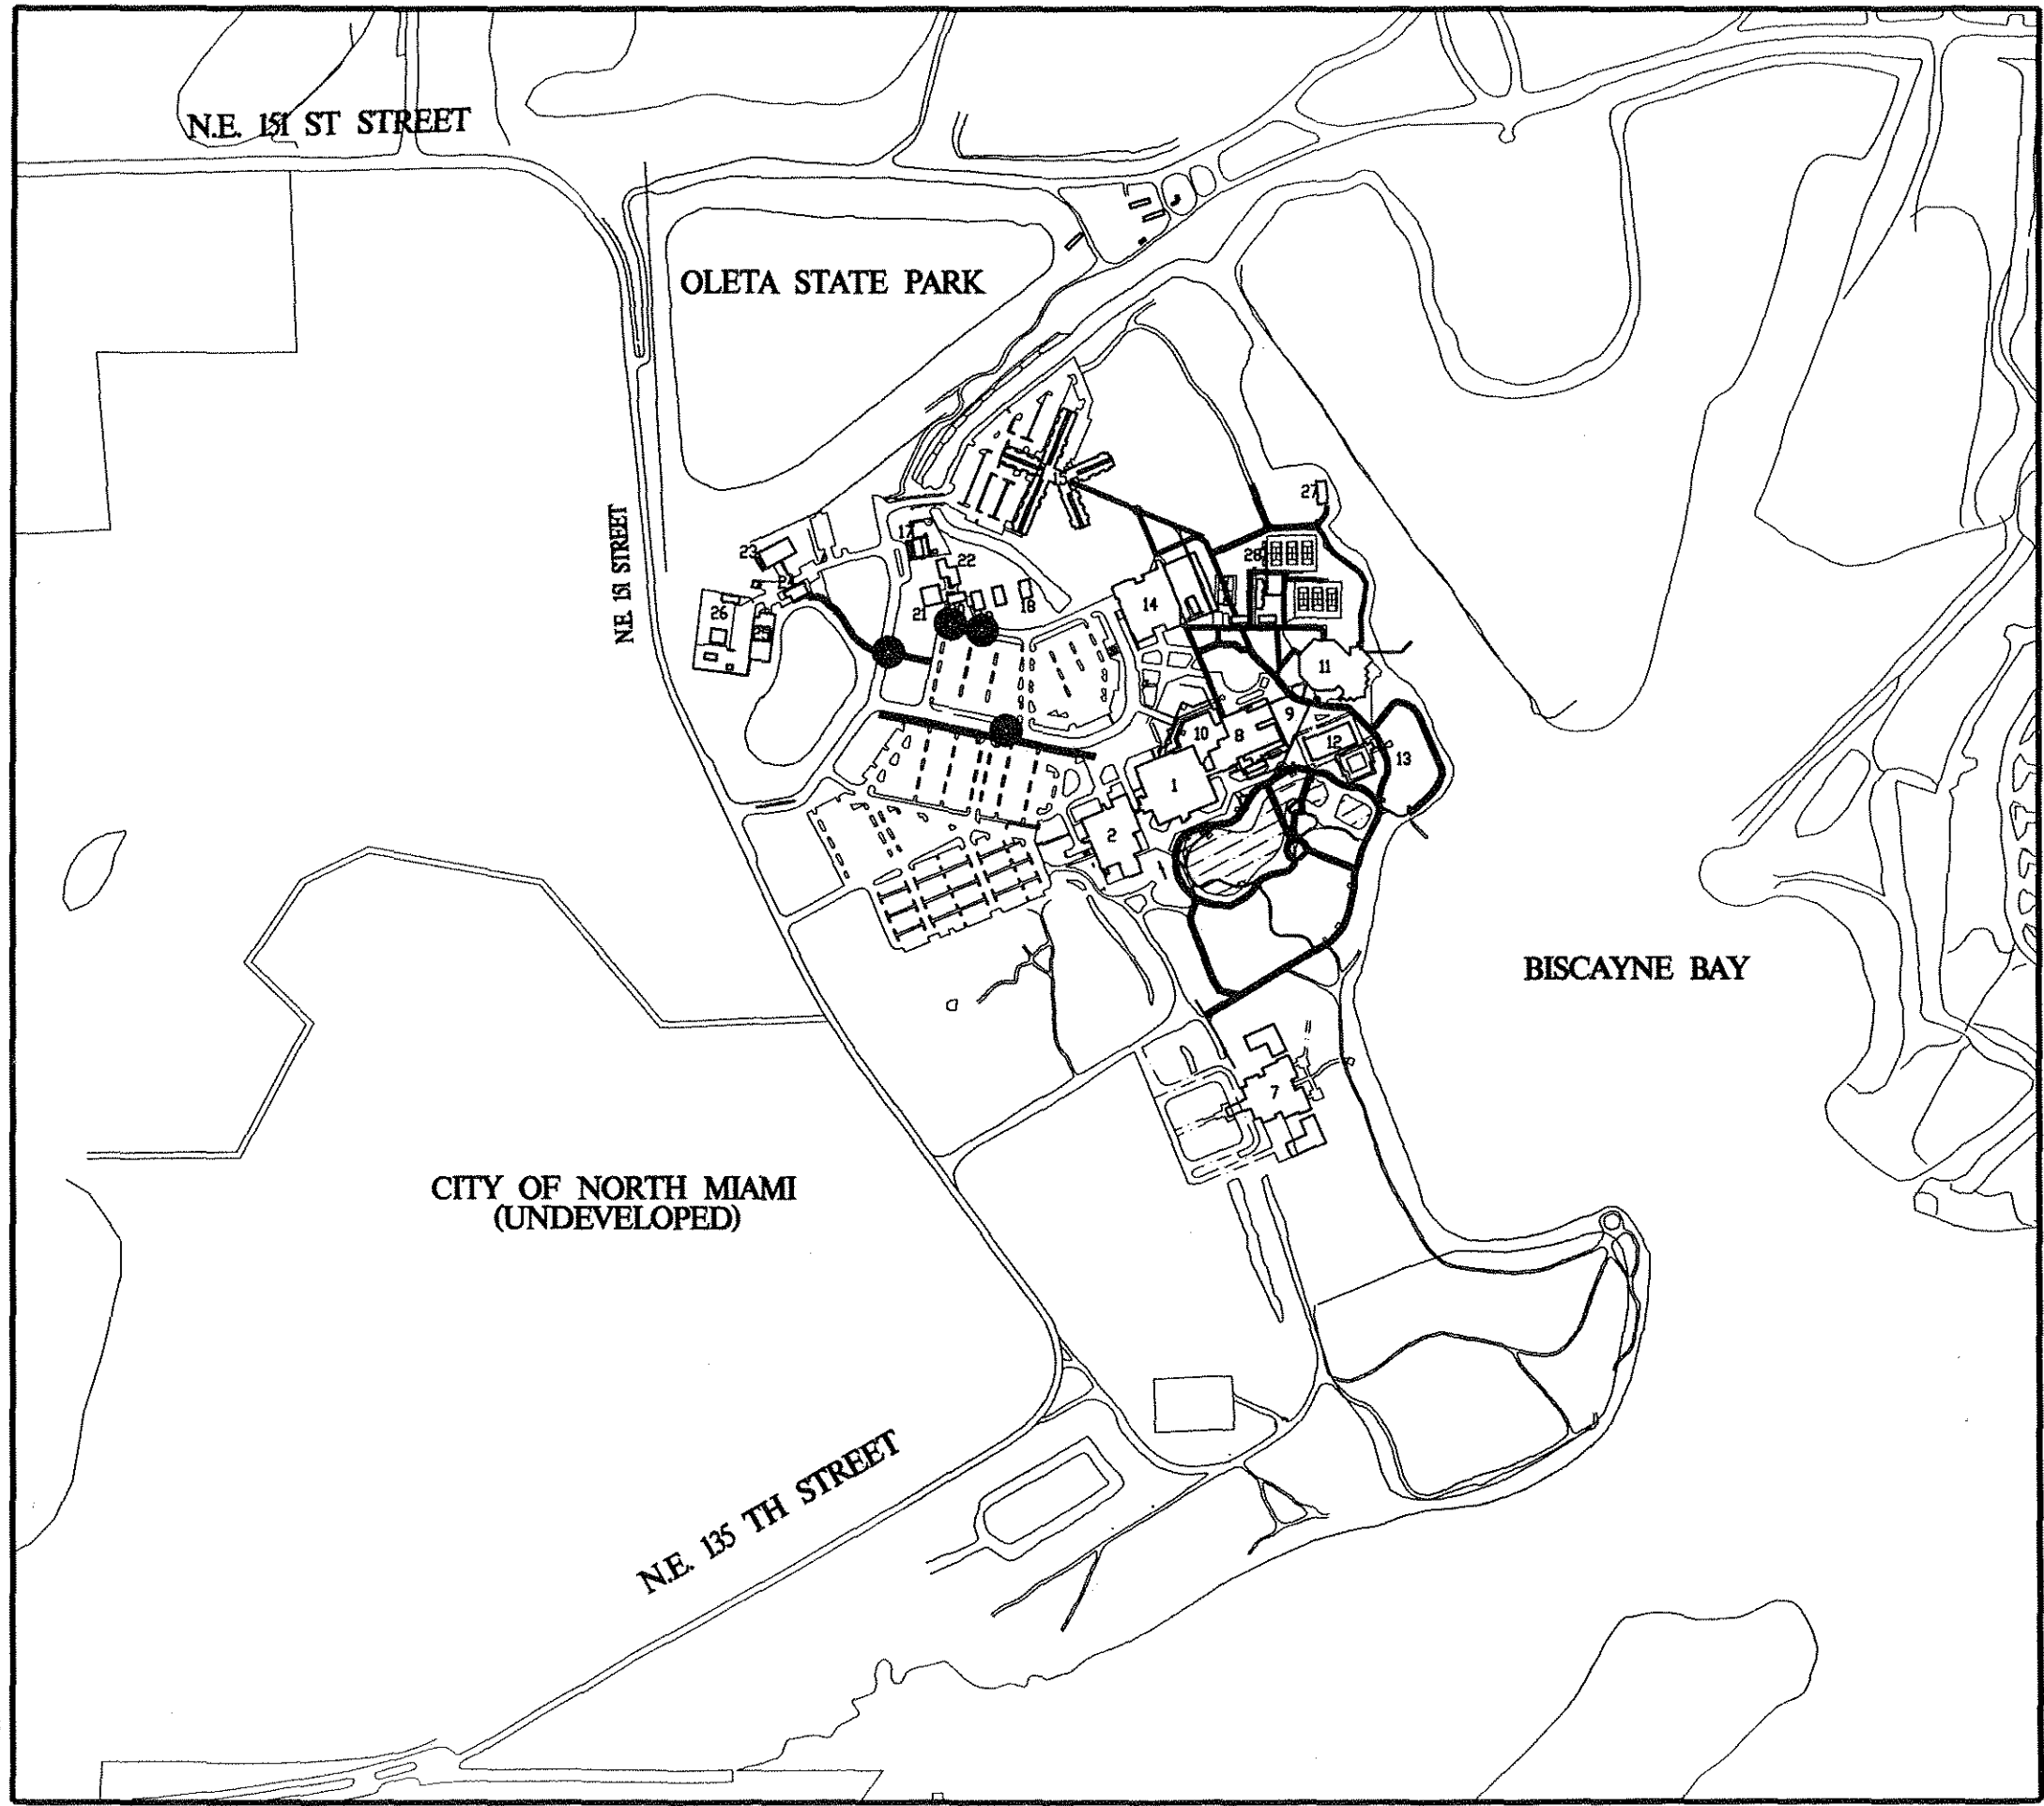 N.E. 151 ST STREET
OLETA STATE PARK
N.E. 151 STREET
15
27
17
23
28
22
26
21
18
14
11
9
10
8
12
13
1
2
BISCAYNE BAY
7
CITY OF NORTH MIAMI
(UNDEVELOPED)
N.E. 135 TH STREET